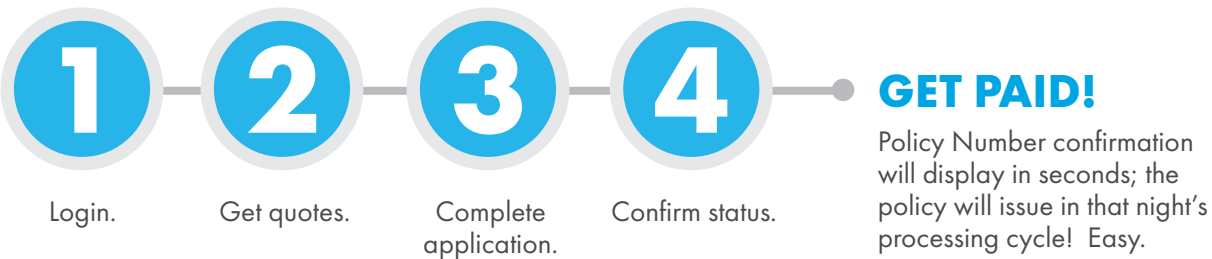 1
2
3
4
Login.
Get quotes.
Complete
application.
Confirm status.
GET PAID!
Policy Number confirmation
will display in seconds; the
policy will issue in that night’s
processing cycle!  Easy.